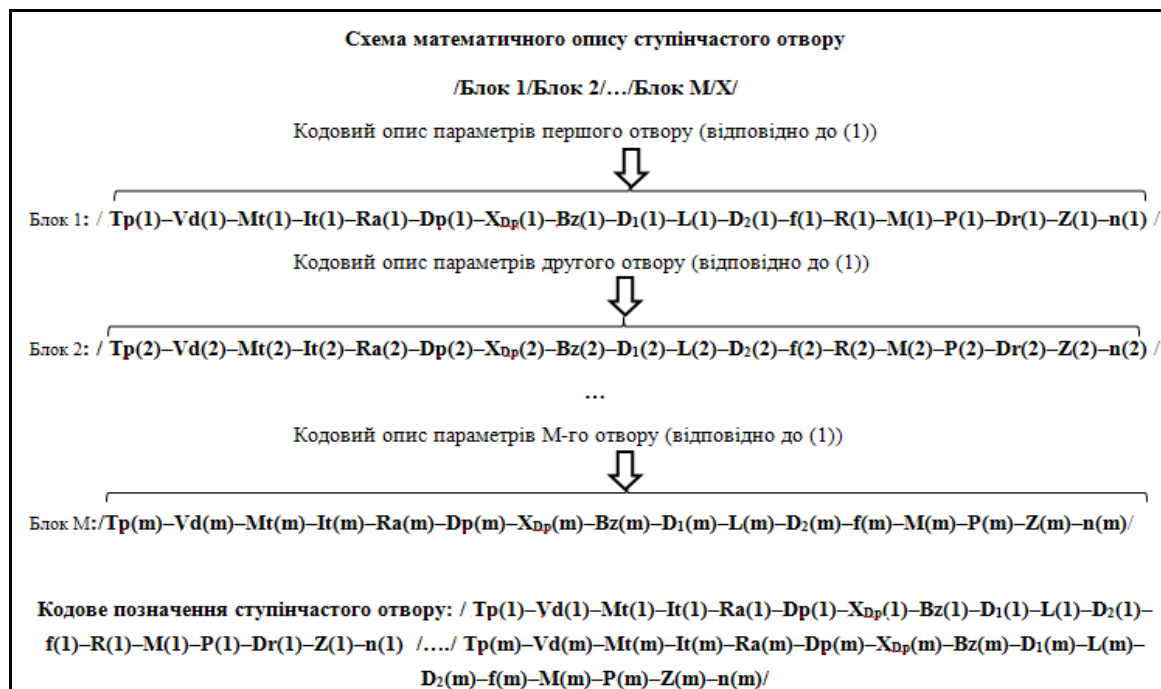 Схема математичного опису ступінчастого отвору
/Блок 1/Блок 2/…/Блок М/Х/
Кодовий опис параметрів першого отвору (відповідно до (1))
Блок 1: / Tp(1)–Vd(1)–Mt(1)–It(1)–Ra(1)–Dp(1)–X_Dp(1)–Bz(1)–D₁(1)–L(1)–D₂(1)–f(1)–R(1)–M(1)–P(1)–Dr(1)–Z(1)–n(1) /
Кодовий опис параметрів другого отвору (відповідно до (1))
Блок 2: / Tp(2)–Vd(2)–Mt(2)–It(2)–Ra(2)–Dp(2)–X_Dp(2)–Bz(2)–D₁(2)–L(2)–D₂(2)–f(2)–R(2)–M(2)–P(2)–Dr(2)–Z(2)–n(2) /
…
Кодовий опис параметрів М-го отвору (відповідно до (1))
Блок М:/Tp(m)–Vd(m)–Mt(m)–It(m)–Ra(m)–Dp(m)–X_Dp(m)–Bz(m)–D₁(m)–L(m)–D₂(m)–f(m)–M(m)–P(m)–Z(m)–n(m)/
Кодове позначення ступінчастого отвору: / Tp(1)–Vd(1)–Mt(1)–It(1)–Ra(1)–Dp(1)–X_Dp(1)–Bz(1)–D₁(1)–L(1)–D₂(1)–
f(1)–R(1)–M(1)–P(1)–Dr(1)–Z(1)–n(1) /…./ Tp(m)–Vd(m)–Mt(m)–It(m)–Ra(m)–Dp(m)–X_Dp(m)–Bz(m)–D₁(m)–L(m)–
D₂(m)–f(m)–M(m)–P(m)–Z(m)–n(m)/